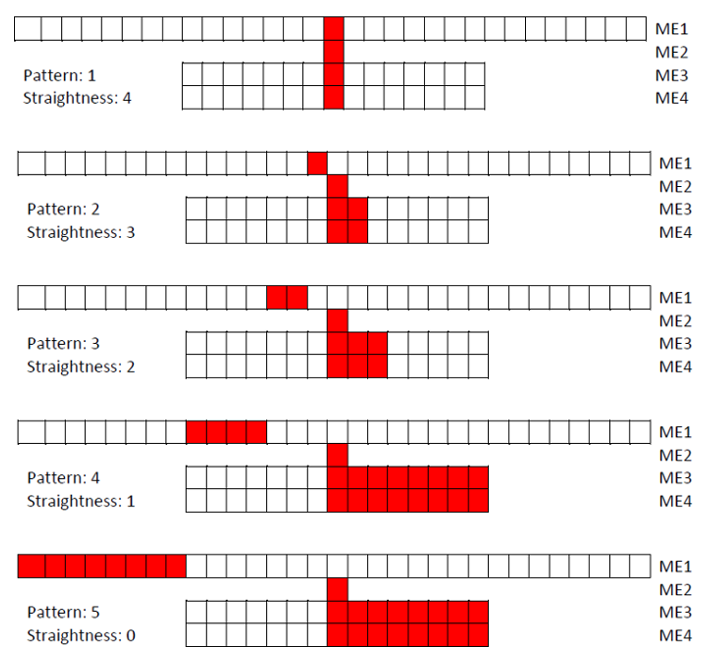 ME1
ME2
Pattern: 1 ME3
Straightness: 4 ME4
ME1
ME2
Pattern: 2 ME3
Straightness: 3 ME4
ME1
ME2
Pattern: 3 ME3
Straightness: 2 ME4
ME1
ME2
Pattern: 4 ME3
Straightness: 1 ME4
ME1
ME2
Pattern: 5 ME3
Straightness: 0 ME4